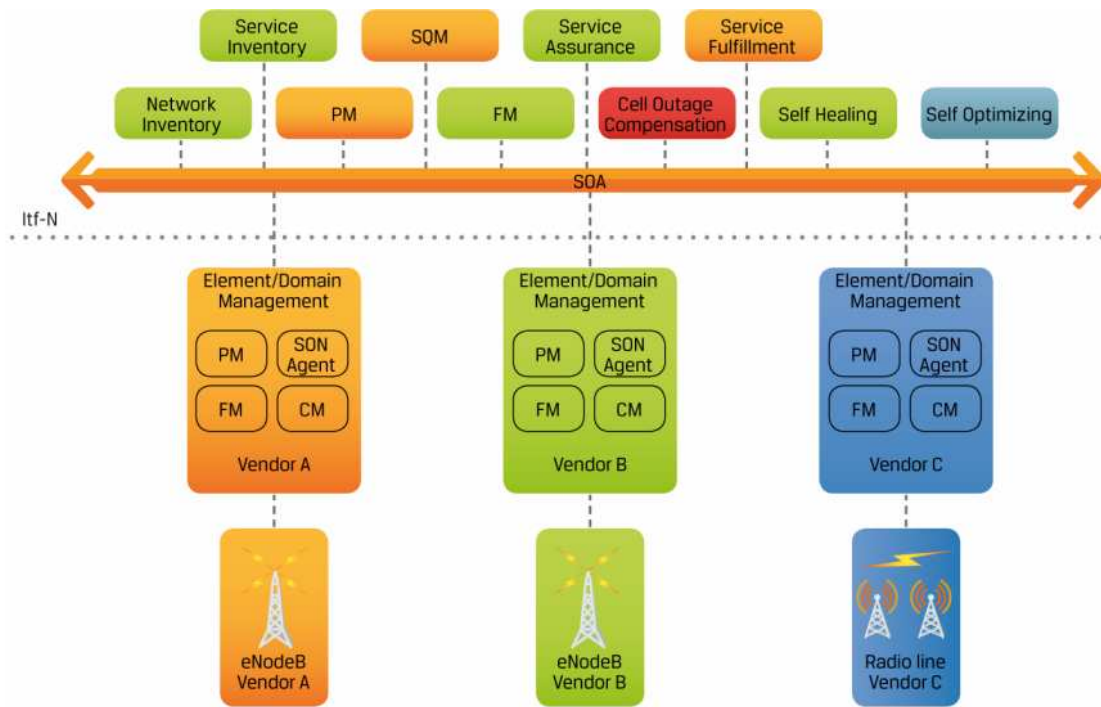 Service
Inventory
SQM
Service
Assurance
Service
Fulfillment
Network
Inventory
PM
FM
Cell Outage
Compensation
Self Healing
Self Optimizing
SOA
Itf-N
Element/Domain
Management
PM
SON
Agent
FM
CM
Vendor A
Element/Domain
Management
PM
SON
Agent
FM
CM
Vendor B
Element/Domain
Management
PM
SON
Agent
FM
CM
Vendor C
eNodeB
Vendor A
eNodeB
Vendor B
Radio line
Vendor C